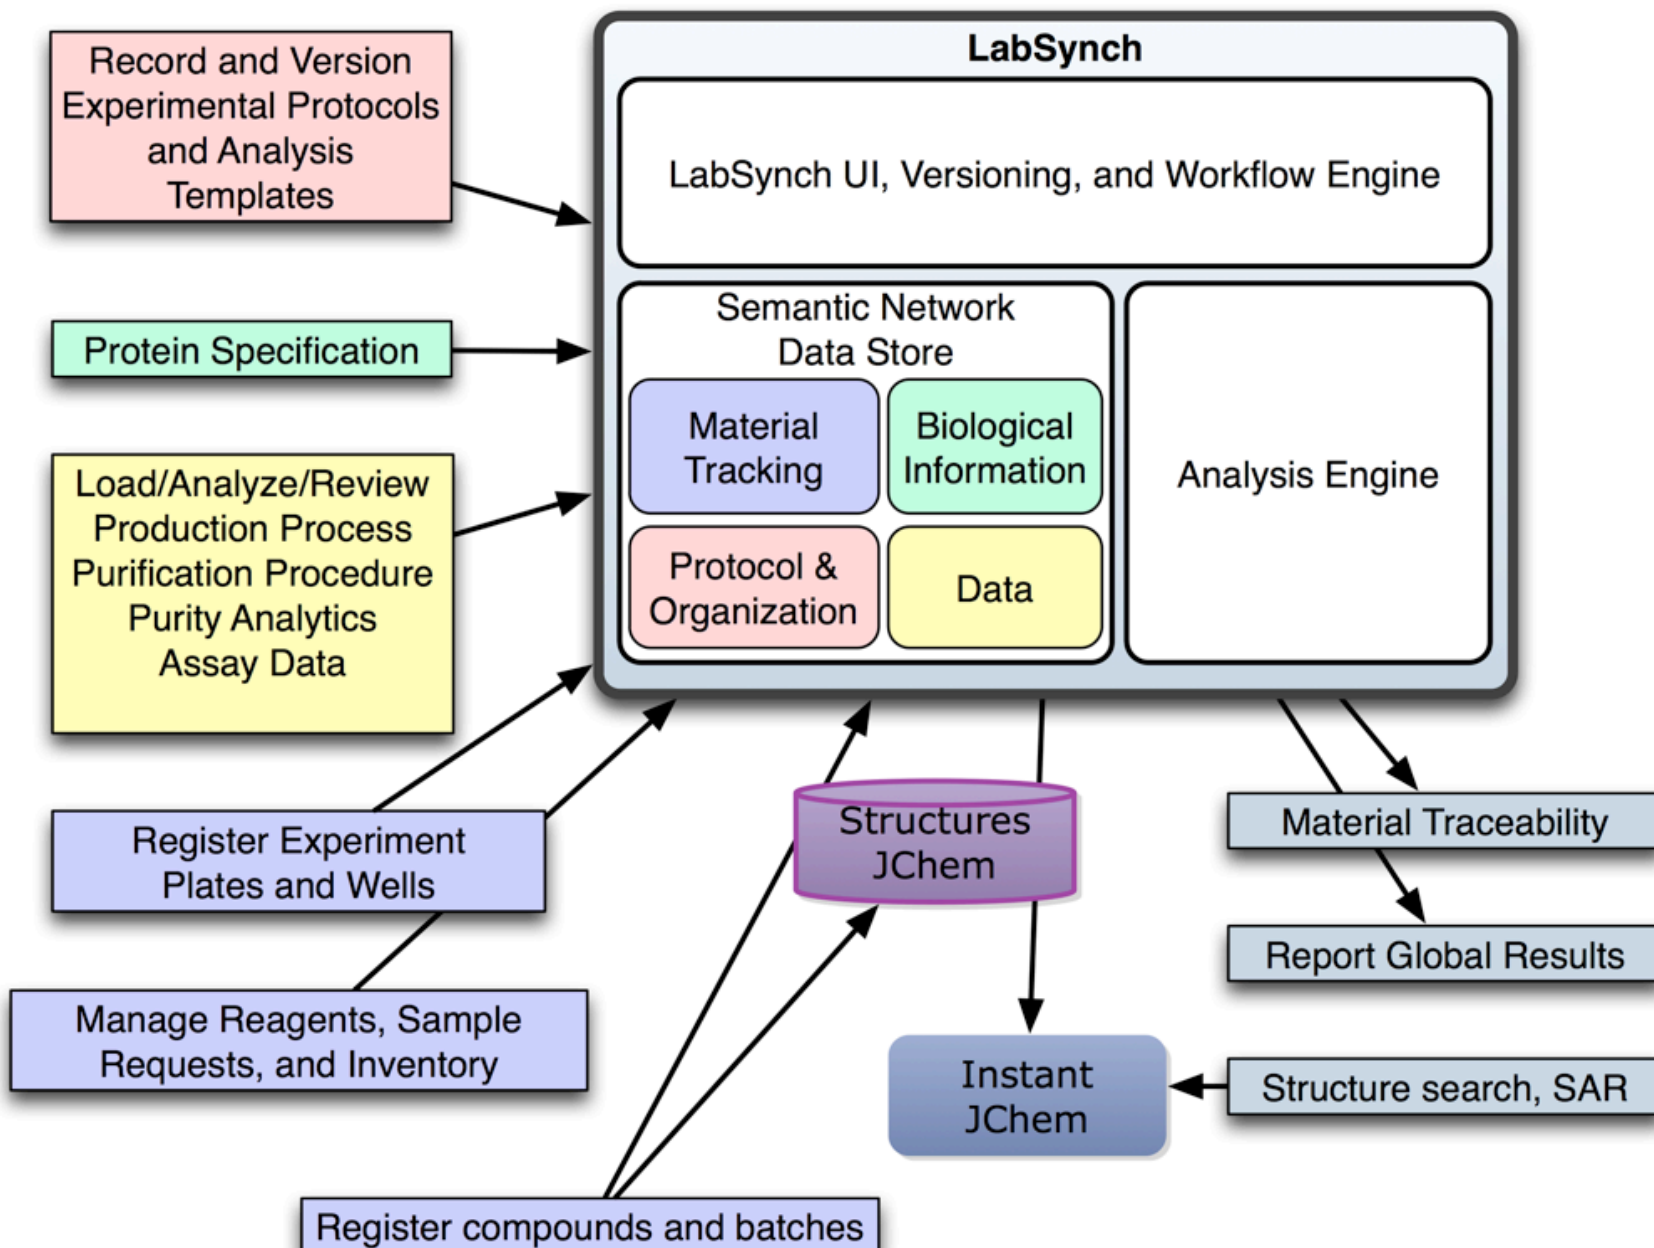 Record and Version
Experimental Protocols
and Analysis
Templates
LabSynch
LabSynch UI, Versioning, and Workflow Engine
Protein Specification
Semantic Network
Data Store
Material
Tracking
Biological
Information
Protocol &
Organization
Data
Analysis Engine
Load/Analyze/Review
Production Process
Purification Procedure
Purity Analytics
Assay Data
Register Experiment
Plates and Wells
Structures
JChem
Material Traceability
Report Global Results
Manage Reagents, Sample
Requests, and Inventory
Instant
JChem
Structure search, SAR
Register compounds and batches